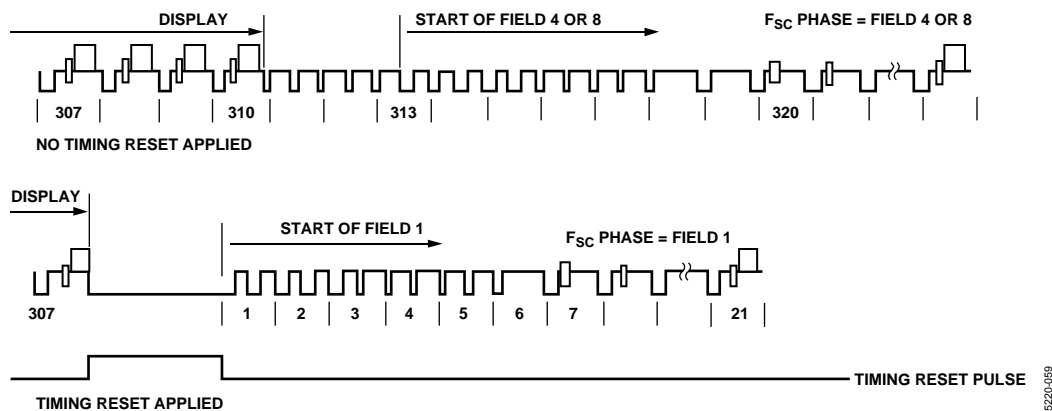 DISPLAY START OF FIELD 4 OR 8 FSC PHASE = FIELD 4 OR 8
307 310 313 320
NO TIMING RESET APPLIED
DISPLAY
START OF FIELD 1 FSC PHASE = FIELD 1
307 1 2 3 4 5 6 7 21
TIMING RESET PULSE
TIMING RESET APPLIED
5220-059